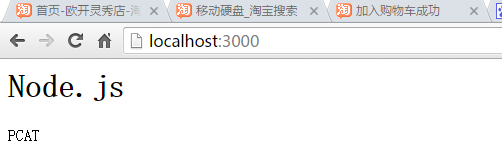 首页-欧开灵秀店-淘
移动硬盘_淘宝搜索
加入购物车成功
localhost:3000
Node.js
PCAT